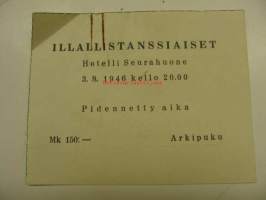 ILLALLISTANSSIAISET
Hotelli Seurahuone
3.8.1946 kello 20.00
Pidennetty aika
Mk 150:— Arkipuku